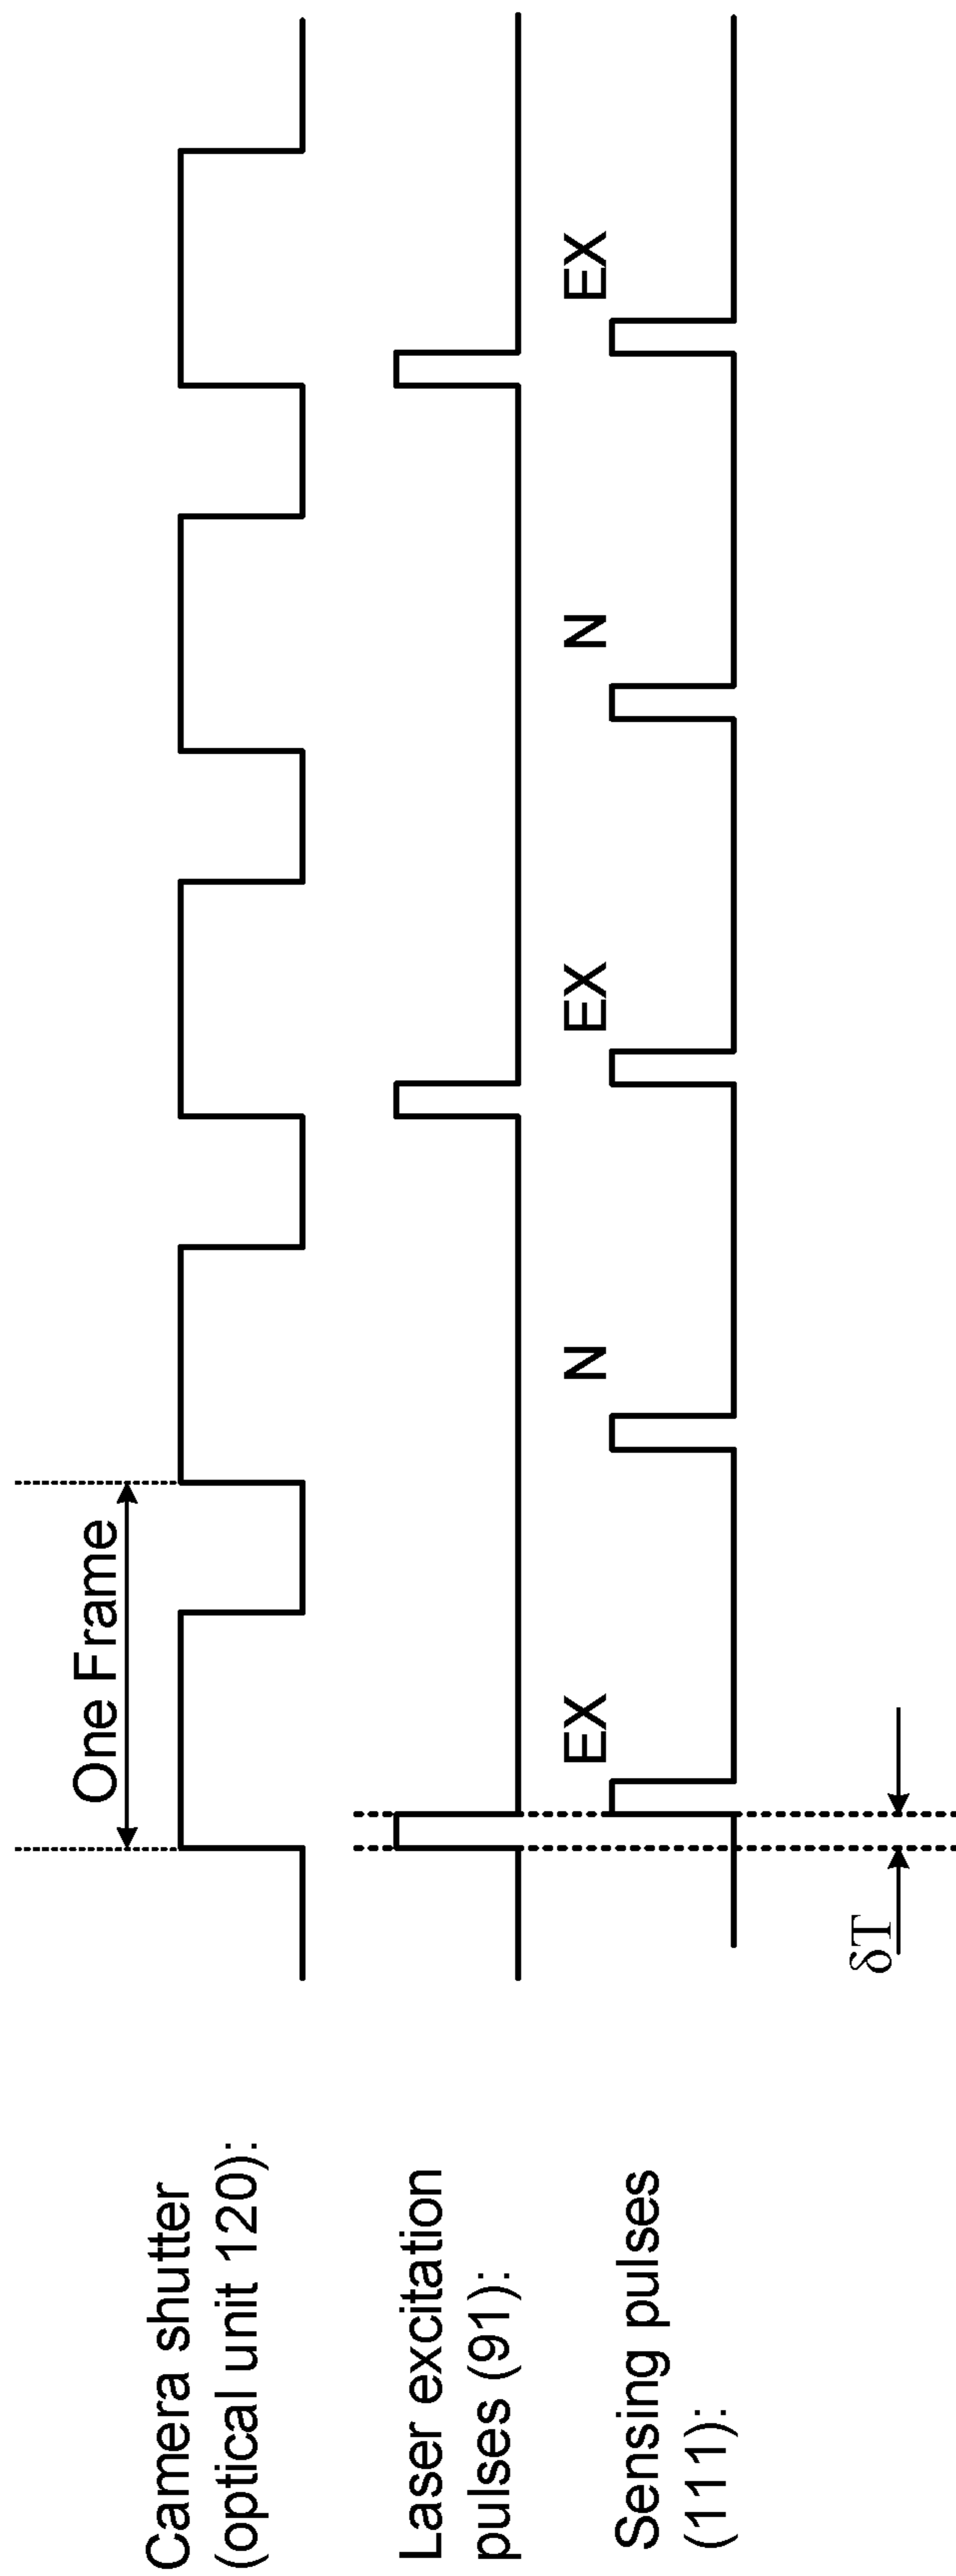 One Frame
Camera shutter
(optical unit 120):
Laser excitation
pulses (91):
EX
N
EX
N
EX
Sensing pulses
(111):
δT